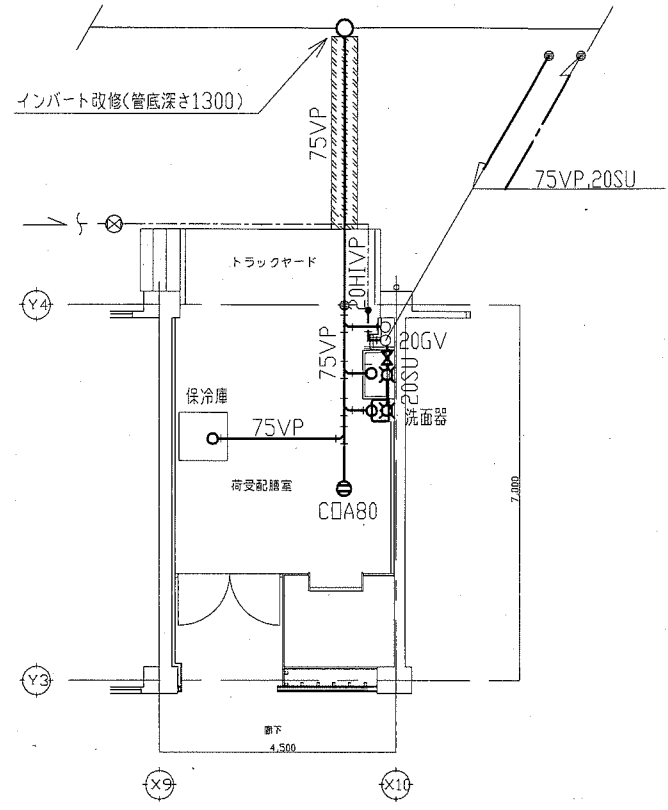 インバート改修(管底深さ1300)
75VP
75VP,20SU
トラックヤード
20HIVP
Y4
75VP
20GV
20SU
保冷庫
洗面器
75VP
荷受配膳室
COA80
7,000
Y3
廊下
4,500
X9
X10